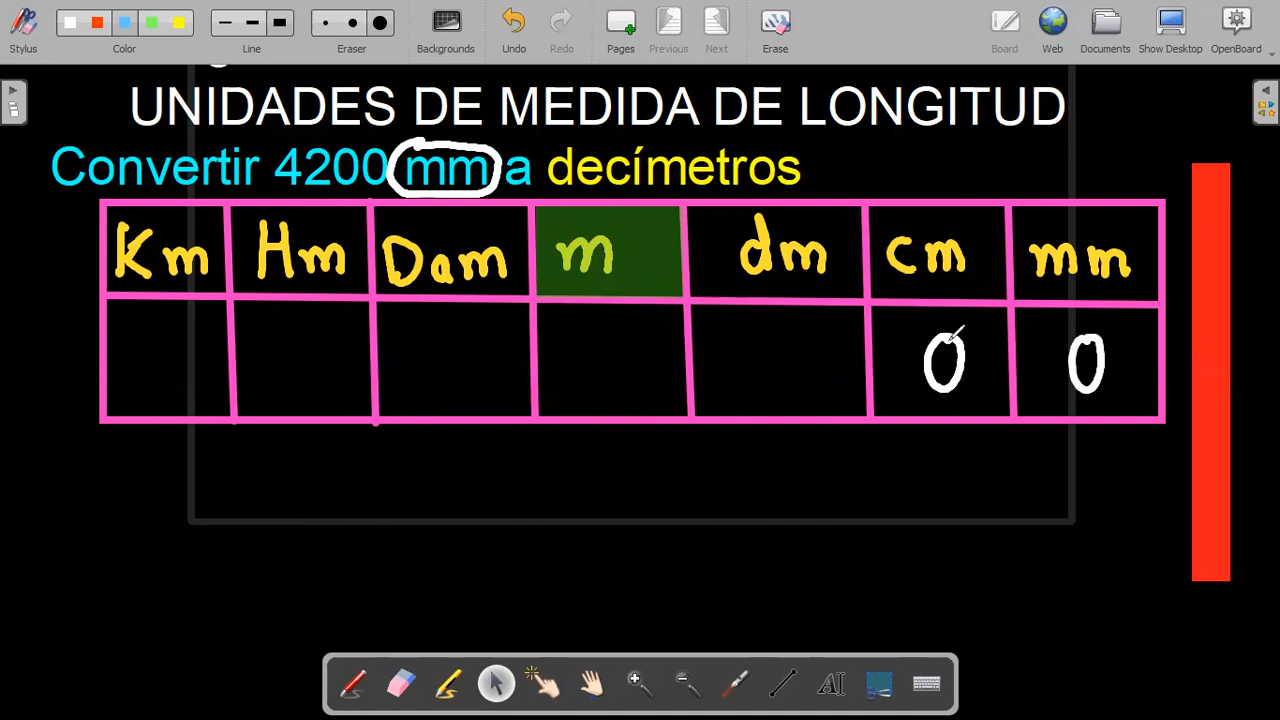 Stylus
Color
Line
Eraser
Backgrounds
Undo
Redo
Pages
Previous
Next
Erase
Board
Web
Documents
Show Desktop
OpenBoard
UNIDADES DE MEDIDA DE LONGITUD
Convertir 4200 mm a decímetros
Km Hm Dam m dm cm mm
0 0
AI